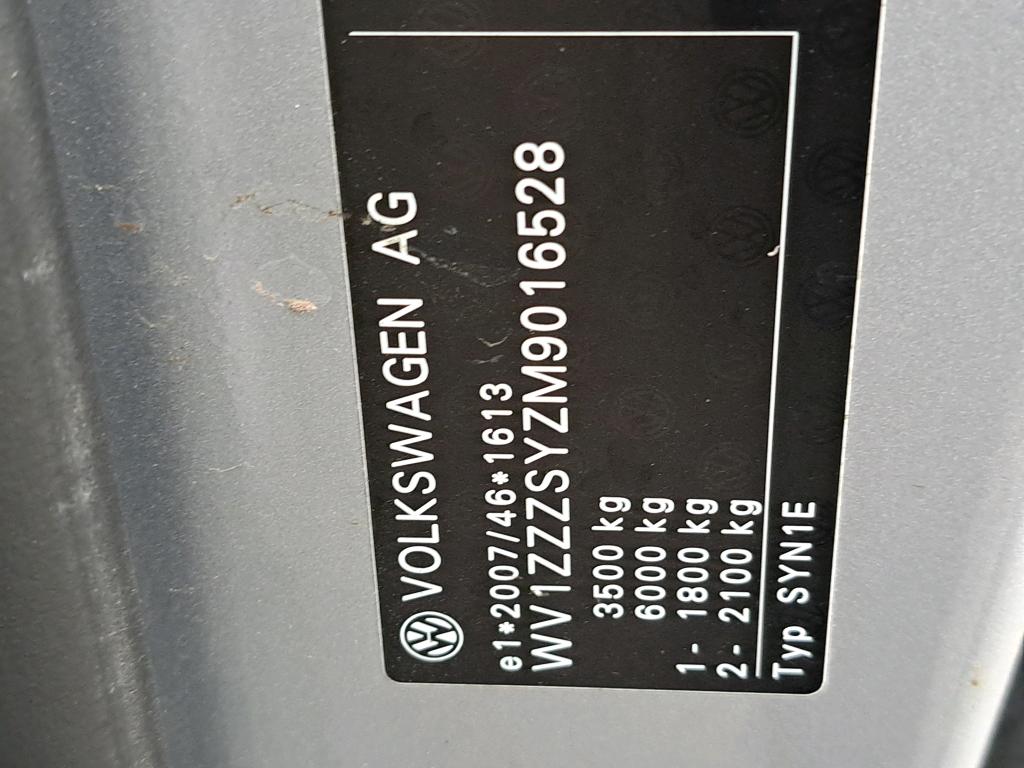 VOLKSWAGEN AG
e1*2007/46*1613
WV1ZZZSYZM9016528
3500 kg
6000 kg
1- 1800 kg
2- 2100 kg
Typ SYN1E